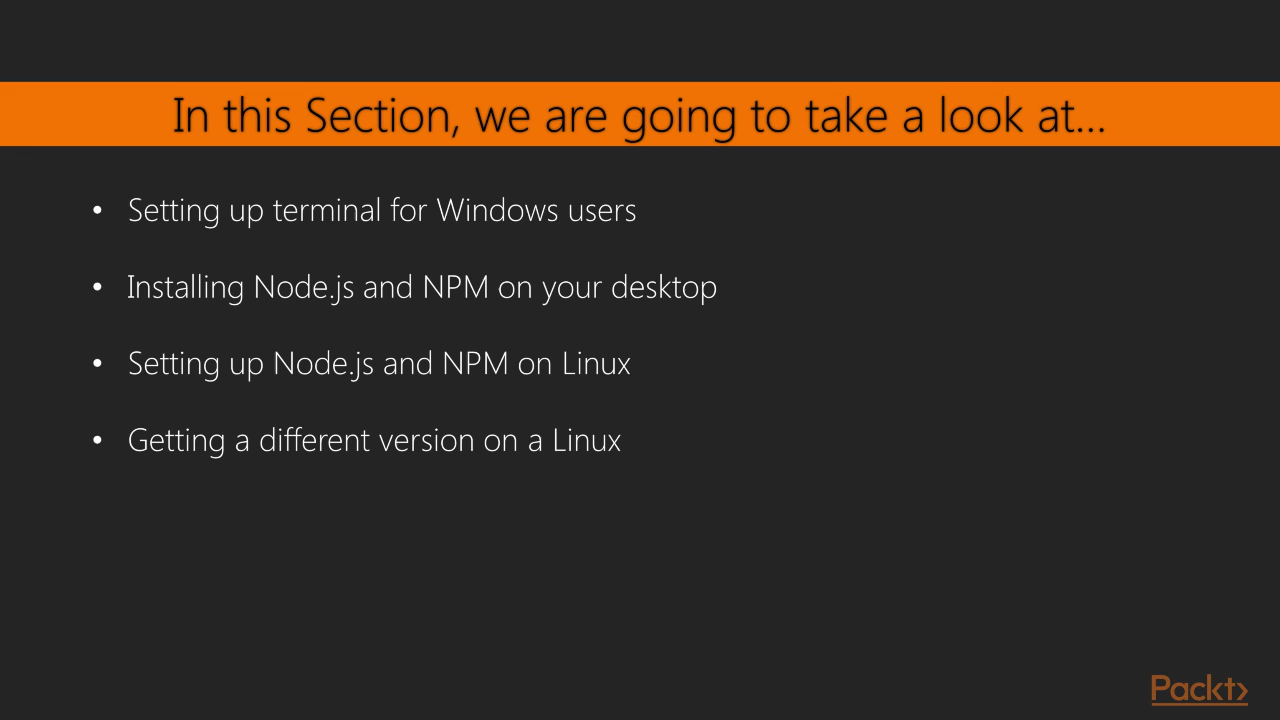 In this Section, we are going to take a look at...
• Setting up terminal for Windows users
• Installing Node.js and NPM on your desktop
• Setting up Node.js and NPM on Linux
• Getting a different version on a Linux
Packt>